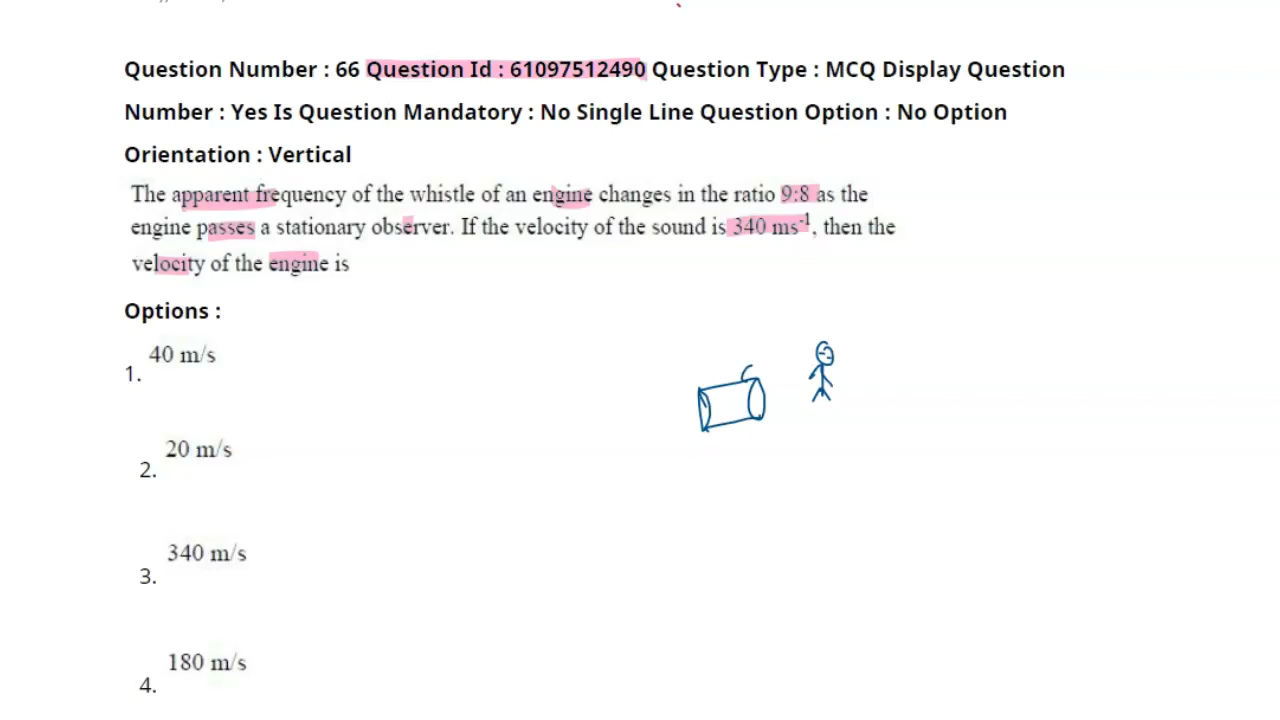 Question Number : 66 Question Id : 61097512490 Question Type : MCQ Display Question
Number : Yes Is Question Mandatory : No Single Line Question Option : No Option
Orientation : Vertical
The apparent frequency of the whistle of an engine changes in the ratio 9:8 as the
engine passes a stationary observer. If the velocity of the sound is 340 ms⁻¹, then the
velocity of the engine is
Options :
40 m/s
1.
20 m/s
2.
340 m/s
3.
180 m/s
4.